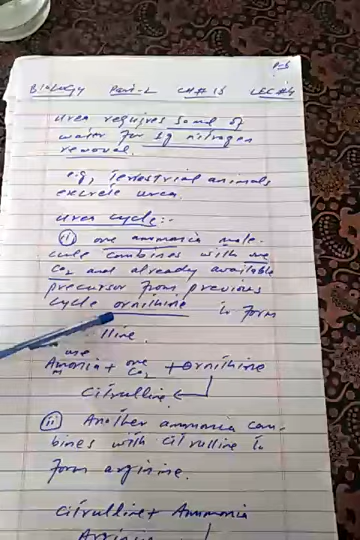 P-6
Biology Part-2 CH#15 LEC#4
urea requires 50ml of
water for 1g nitrogen
removal.
e.g, Terrestrial animals
excrete urea.
urea cycle:-
(i) one ammonia mole-
cule combines with one
CO2 and already available
precursor from previous
cycle ornithine to form
lline.
one
Amonia + one CO2 + Ornithine
Citrulline
(ii) Another ammonia com-
bines with citrulline to
form arginine.
Citrulline + Ammonia